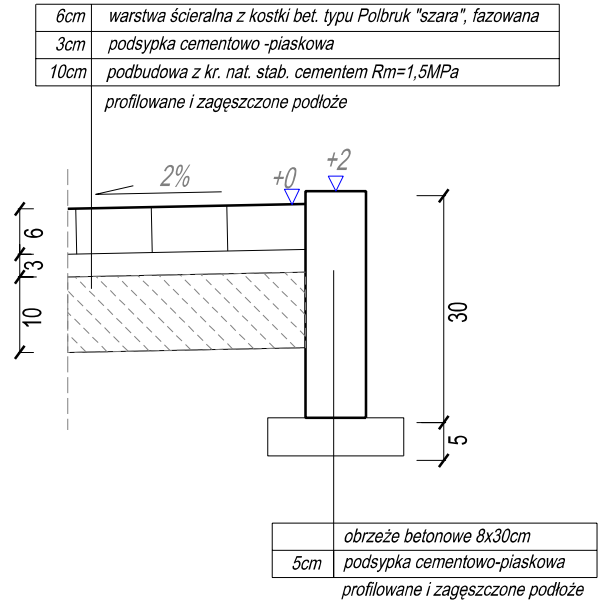 6cm warstwa ścieralna z kostki bet. typu Polbruk "szara", fazowana
3cm podsypka cementowo -piaskowa
10cm podbudowa z kr. nat. stab. cementem Rm=1,5MPa
profilowane i zagęszczone podłoże
2%
+0
+2
6
3
10
30
5
obrzeże betonowe 8x30cm
5cm podsypka cementowo-piaskowa
profilowane i zagęszczone podłoże